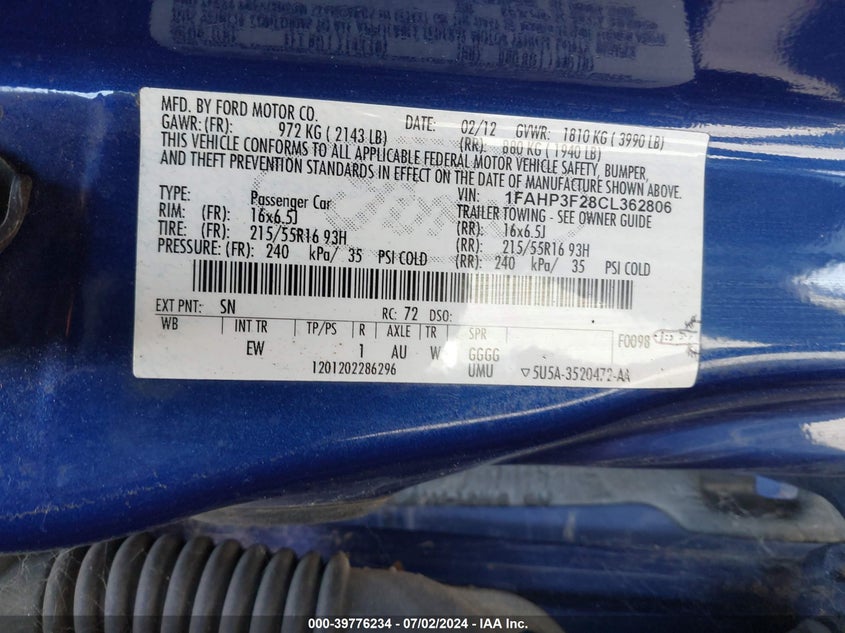 MFD. BY FORD MOTOR CO. DATE: 02/12 GVWR: 1810 KG ( 3990 LB)
GAWR: (FR) 972 KG ( 2143 LB) (RR) 880 KG ( 1940 LB)
THIS VEHICLE CONFORMS TO ALL APPLICABLE FEDERAL MOTOR VEHICLE SAFETY, BUMPER,
AND THEFT PREVENTION STANDARDS IN EFFECT ON THE DATE OF MANUFACTURE SHOWN ABOVE.
VIN: 1FAHP3F28CL362806
TYPE: Passenger Car TRAILER TOWING - SEE OWNER GUIDE
RIM: (FR) 16x6.5J (RR): 16x6.5J
TIRE: (FR): 215/55R16 93H (RR): 215/55R16 93H
PRESSURE: (FR): 240 kPa/ 35 PSI COLD (RR): 240 kPa/ 35 PSI COLD
EXT PNT: SN RC: 72 DSO:
WB INT TR TP/PS R AXLE TR SPR F0098
EW 1 AU W GGGG
1201202286296 UMU ▽5U5A-3520472-AA
000-39776234 - 07/02/2024 - IAA Inc.